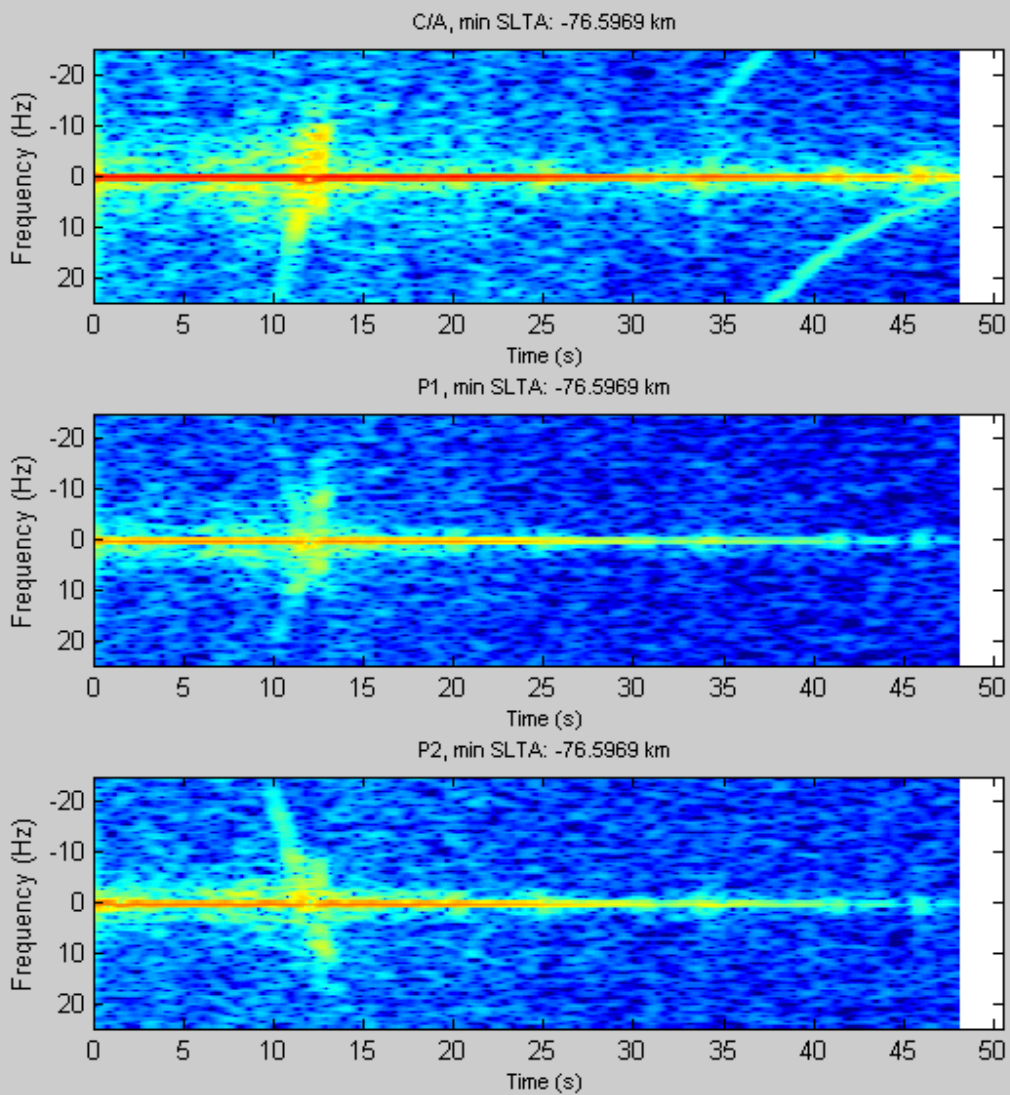 C/A, min SLTA: -76.5969 km
Frequency (Hz)
-20
-10
0
10
20
0 5 10 15 20 25 30 35 40 45 50
Time (s)
P1, min SLTA: -76.5969 km
Frequency (Hz)
-20
-10
0
10
20
0 5 10 15 20 25 30 35 40 45 50
Time (s)
P2, min SLTA: -76.5969 km
Frequency (Hz)
-20
-10
0
10
20
0 5 10 15 20 25 30 35 40 45 50
Time (s)